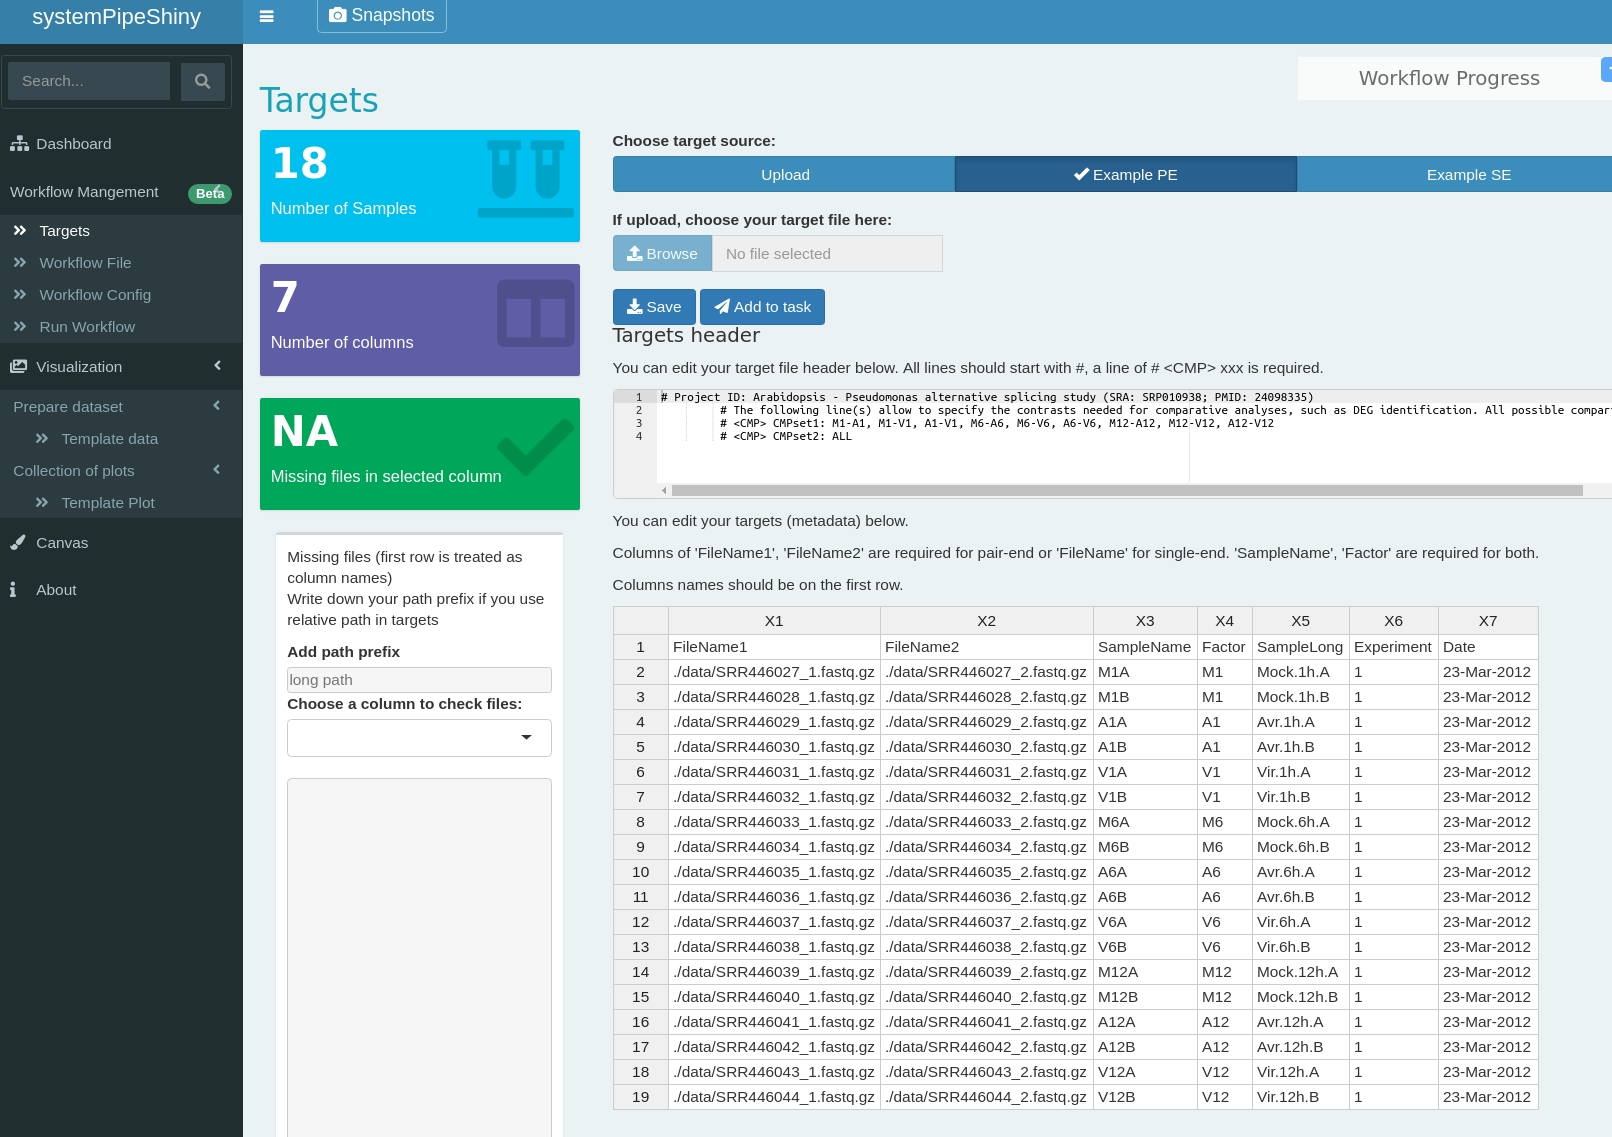 systemPipeShiny
Snapshots
Search...
Dashboard
Workflow Mangement Beta
Targets
Workflow File
Workflow Config
Run Workflow
Visualization
Prepare dataset
Template data
Collection of plots
Template Plot
Canvas
About
Targets
Workflow Progress
18
Number of Samples
7
Number of columns
NA
Missing files in selected column
Missing files (first row is treated as
column names)
Write down your path prefix if you use
relative path in targets
Add path prefix
long path
Choose a column to check files:
Choose target source:
Upload Example PE Example SE
If upload, choose your target file here:
Browse No file selected
Save Add to task
Targets header
You can edit your target file header below. All lines should start with #, a line of # <CMP> xxx is required.
1 # Project ID: Arabidopsis - Pseudomonas alternative splicing study (SRA: SRP010938; PMID: 24098335)
2 # The following line(s) allow to specify the contrasts needed for comparative analyses, such as DEG identification. All possible compar
3 # <CMP> CMPset1: M1-A1, M1-V1, A1-V1, M6-A6, M6-V6, A6-V6, M12-A12, M12-V12, A12-V12
4 # <CMP> CMPset2: ALL
You can edit your targets (metadata) below.
Columns of 'FileName1', 'FileName2' are required for pair-end or 'FileName' for single-end. 'SampleName', 'Factor' are required for both.
Columns names should be on the first row.
X1 X2 X3 X4 X5 X6 X7
1 FileName1 FileName2 SampleName Factor SampleLong Experiment Date
2 ./data/SRR446027_1.fastq.gz ./data/SRR446027_2.fastq.gz M1A M1 Mock.1h.A 1 23-Mar-2012
3 ./data/SRR446028_1.fastq.gz ./data/SRR446028_2.fastq.gz M1B M1 Mock.1h.B 1 23-Mar-2012
4 ./data/SRR446029_1.fastq.gz ./data/SRR446029_2.fastq.gz A1A A1 Avr.1h.A 1 23-Mar-2012
5 ./data/SRR446030_1.fastq.gz ./data/SRR446030_2.fastq.gz A1B A1 Avr.1h.B 1 23-Mar-2012
6 ./data/SRR446031_1.fastq.gz ./data/SRR446031_2.fastq.gz V1A V1 Vir.1h.A 1 23-Mar-2012
7 ./data/SRR446032_1.fastq.gz ./data/SRR446032_2.fastq.gz V1B V1 Vir.1h.B 1 23-Mar-2012
8 ./data/SRR446033_1.fastq.gz ./data/SRR446033_2.fastq.gz M6A M6 Mock.6h.A 1 23-Mar-2012
9 ./data/SRR446034_1.fastq.gz ./data/SRR446034_2.fastq.gz M6B M6 Mock.6h.B 1 23-Mar-2012
10 ./data/SRR446035_1.fastq.gz ./data/SRR446035_2.fastq.gz A6A A6 Avr.6h.A 1 23-Mar-2012
11 ./data/SRR446036_1.fastq.gz ./data/SRR446036_2.fastq.gz A6B A6 Avr.6h.B 1 23-Mar-2012
12 ./data/SRR446037_1.fastq.gz ./data/SRR446037_2.fastq.gz V6A V6 Vir.6h.A 1 23-Mar-2012
13 ./data/SRR446038_1.fastq.gz ./data/SRR446038_2.fastq.gz V6B V6 Vir.6h.B 1 23-Mar-2012
14 ./data/SRR446039_1.fastq.gz ./data/SRR446039_2.fastq.gz M12A M12 Mock.12h.A 1 23-Mar-2012
15 ./data/SRR446040_1.fastq.gz ./data/SRR446040_2.fastq.gz M12B M12 Mock.12h.B 1 23-Mar-2012
16 ./data/SRR446041_1.fastq.gz ./data/SRR446041_2.fastq.gz A12A A12 Avr.12h.A 1 23-Mar-2012
17 ./data/SRR446042_1.fastq.gz ./data/SRR446042_2.fastq.gz A12B A12 Avr.12h.B 1 23-Mar-2012
18 ./data/SRR446043_1.fastq.gz ./data/SRR446043_2.fastq.gz V12A V12 Vir.12h.A 1 23-Mar-2012
19 ./data/SRR446044_1.fastq.gz ./data/SRR446044_2.fastq.gz V12B V12 Vir.12h.B 1 23-Mar-2012